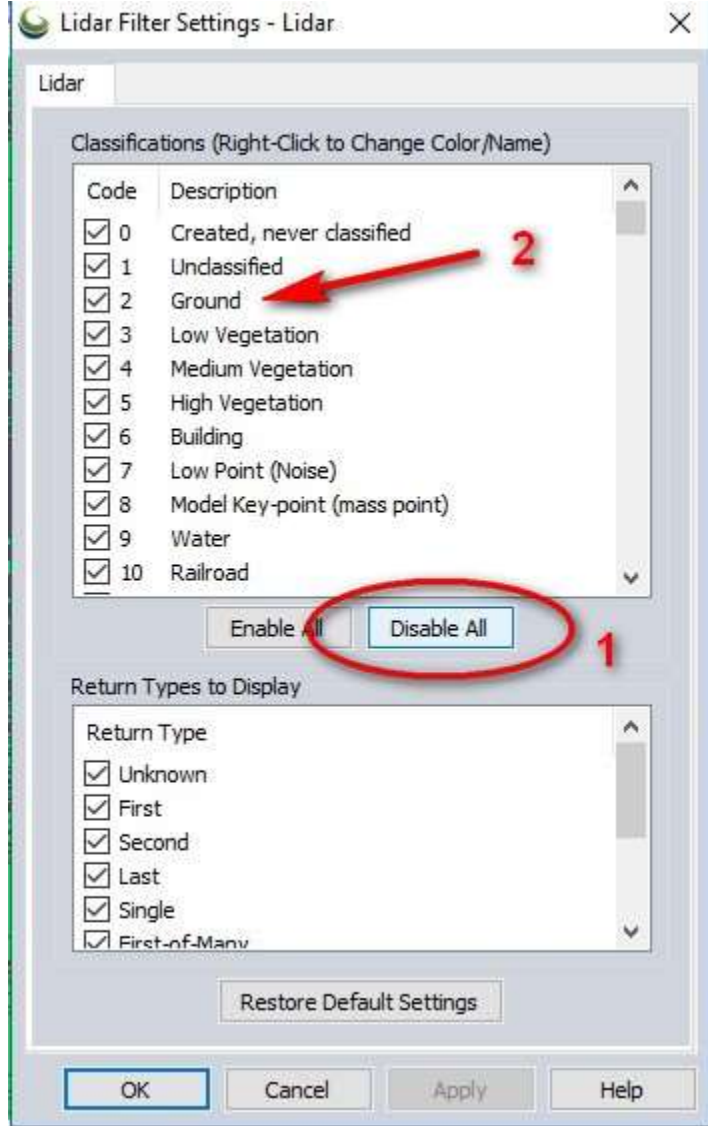 Lidar Filter Settings - Lidar
Lidar
Classifications (Right-Click to Change Color/Name)
Code Description
0 Created, never classified
1 Unclassified
2 Ground
2
3 Low Vegetation
4 Medium Vegetation
5 High Vegetation
6 Building
7 Low Point (Noise)
8 Model Key-point (mass point)
9 Water
10 Railroad
Enable All Disable All
1
Return Types to Display
Return Type
Unknown
First
Second
Last
Single
First-of-Many
Restore Default Settings
OK Cancel Apply Help